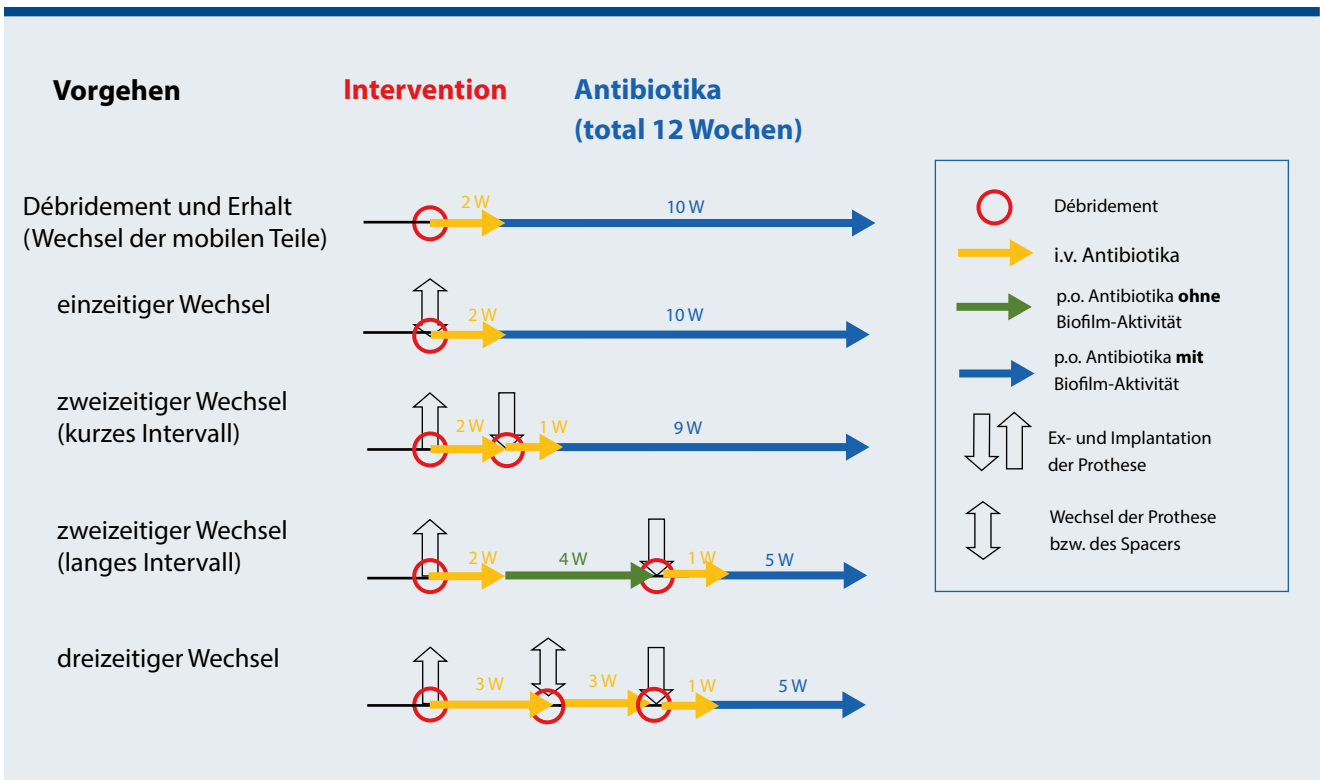 Vorgehen
Intervention
Antibiotika
(total 12 Wochen)
Débridement und Erhalt
(Wechsel der mobilen Teile)
2 W
10 W
einzeitiger Wechsel
2 W
10 W
zweizeitiger Wechsel
(kurzes Intervall)
2 W
1 W
9 W
zweizeitiger Wechsel
(langes Intervall)
2 W
4 W
1 W
5 W
dreizeitiger Wechsel
3 W
3 W
1 W
5 W
Débridement
i.v. Antibiotika
p.o. Antibiotika ohne
Biofilm-Aktivität
p.o. Antibiotika mit
Biofilm-Aktivität
Ex- und Implantation
der Prothese
Wechsel der Prothese
bzw. des Spacers